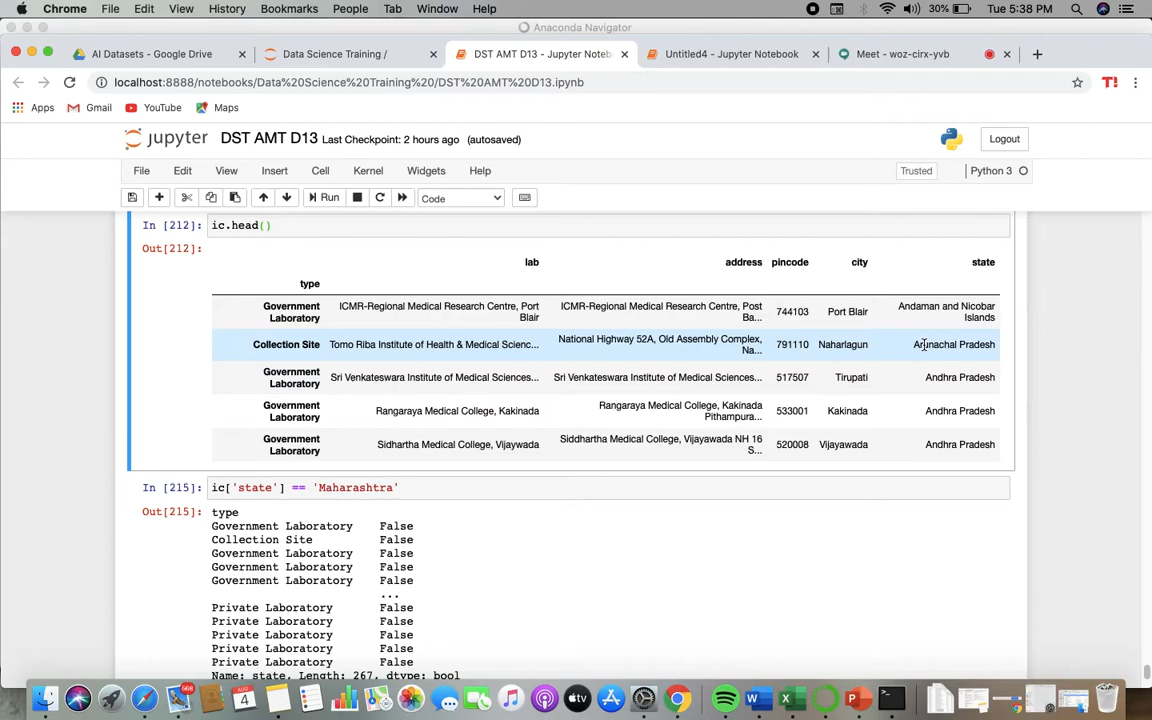 Chrome File Edit View History Bookmarks People Tab Window Help 30% Tue 5:38 PM
Anaconda Navigator
AI Datasets - Google Drive Data Science Training / DST AMT D13 - Jupyter Noteb Untitled4 - Jupyter Notebook Meet - woz-cirx-yvb
localhost:8888/notebooks/Data%20Science%20Training%20/DST%20AMT%20D13.ipynb T!
Apps Gmail YouTube Maps
jupyter DST AMT D13 Last Checkpoint: 2 hours ago (autosaved) Logout
File Edit View Insert Cell Kernel Widgets Help Trusted Python 3
Run Code
In [212]: ic.head()
Out[212]:
lab address pincode city state
type
Government Laboratory ICMR-Regional Medical Research Centre, Port Blair ICMR-Regional Medical Research Centre, Post Ba... 744103 Port Blair Andaman and Nicobar Islands
Collection Site Tomo Riba Institute of Health & Medical Scienc... National Highway 52A, Old Assembly Complex, Na... 791110 Naharlagun Arunachal Pradesh
Government Laboratory Sri Venkateswara Institute of Medical Sciences... Sri Venkateswara Institute of Medical Sciences... 517507 Tirupati Andhra Pradesh
Government Laboratory Rangaraya Medical College, Kakinada Rangaraya Medical College, Kakinada Pithampura... 533001 Kakinada Andhra Pradesh
Government Laboratory Sidhartha Medical College, Vijaywada Siddhartha Medical College, Vijayawada NH 16 S... 520008 Vijayawada Andhra Pradesh
In [215]: ic['state'] == 'Maharashtra'
Out[215]: type
Government Laboratory False
Collection Site False
Government Laboratory False
Government Laboratory False
Government Laboratory False
...
Private Laboratory False
Private Laboratory False
Private Laboratory False
Private Laboratory False
Private Laboratory False
Name: state, Length: 267, dtype: bool